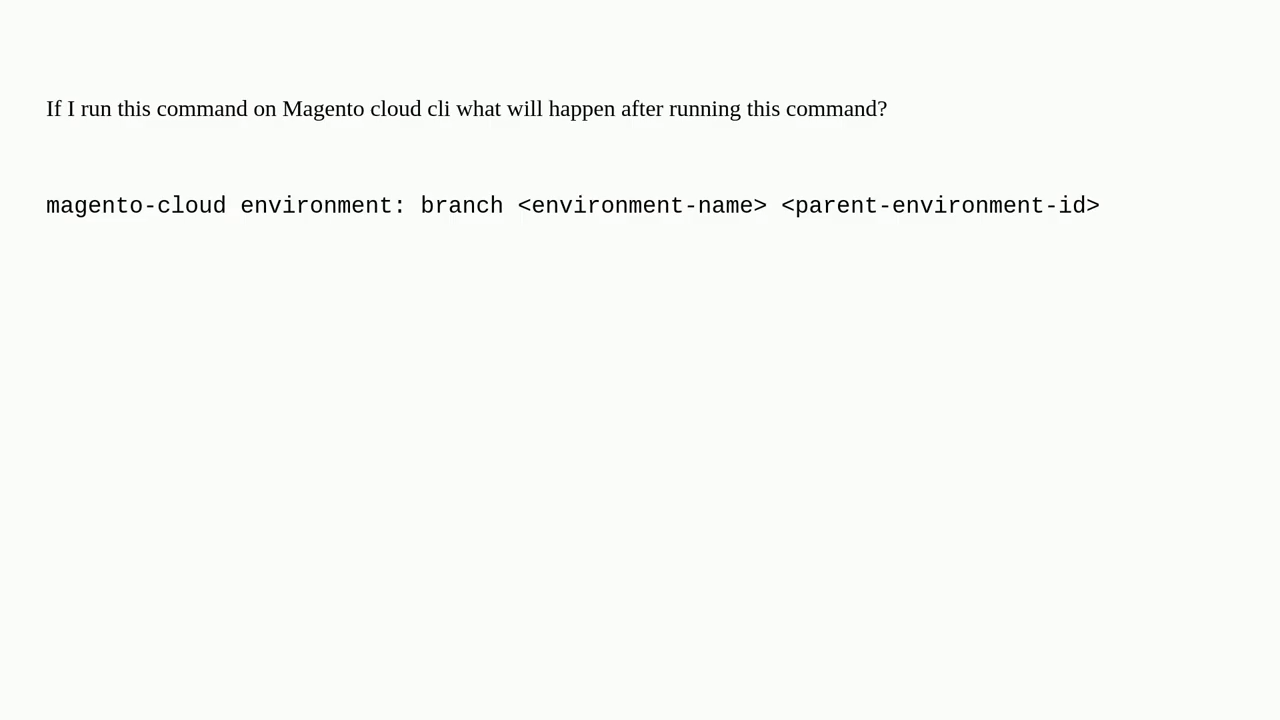 If I run this command on Magento cloud cli what will happen after running this command?
magento-cloud environment: branch <environment-name> <parent-environment-id>